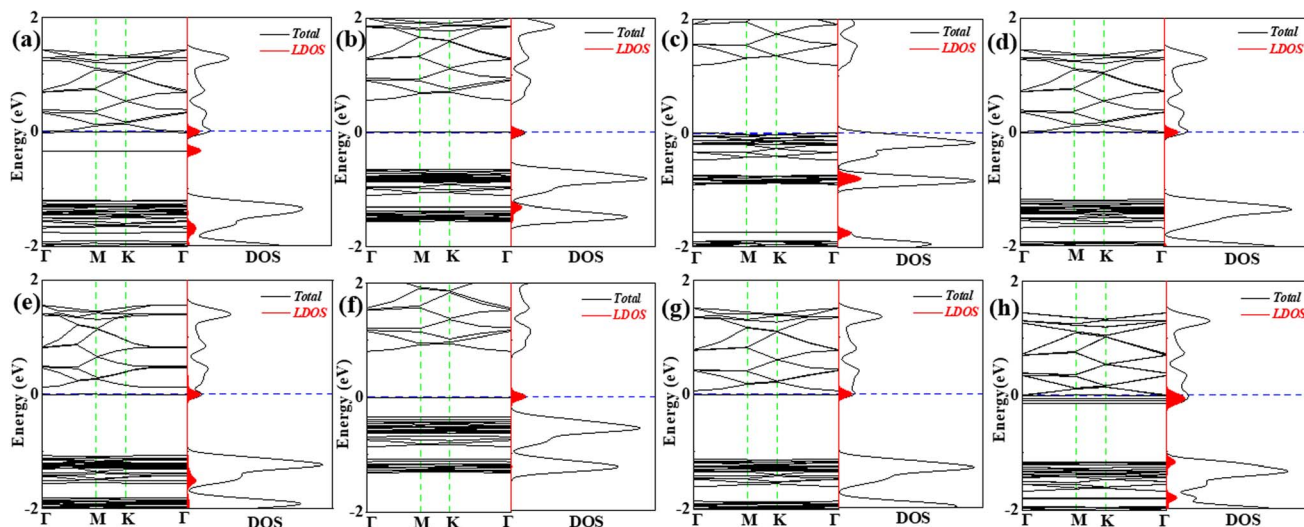 (a)
2
0
-2
Energy (eV)
Γ M K Γ DOS
Total
LDOS
(b)
2
0
-2
Energy (eV)
Γ M K Γ DOS
Total
LDOS
(c)
2
0
-2
Energy (eV)
Γ M K Γ DOS
Total
LDOS
(d)
2
0
-2
Energy (eV)
Γ M K Γ DOS
Total
LDOS
(e)
2
0
-2
Energy (eV)
Γ M K Γ DOS
Total
LDOS
(f)
2
0
-2
Energy (eV)
Γ M K Γ DOS
Total
LDOS
(g)
2
0
-2
Energy (eV)
Γ M K Γ DOS
Total
LDOS
(h)
2
0
-2
Energy (eV)
Γ M K Γ DOS
Total
LDOS